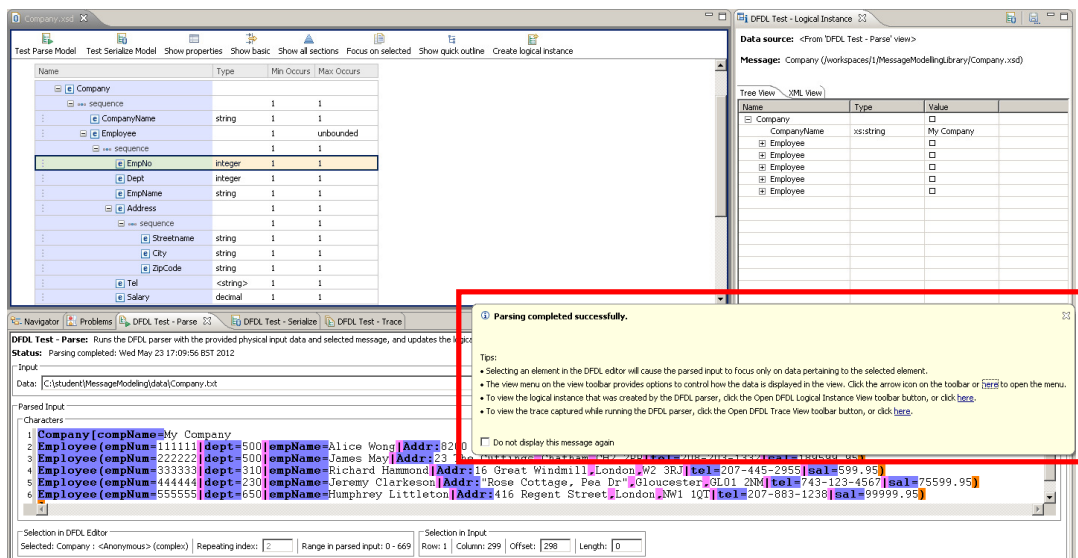 Company.xsd
Test Parse Model Test Serialize Model Show properties Show basic Show all sections Focus on selected Show quick outline Create logical instance
Name Type Min Occurs Max Occurs
Company
sequence 1 1
CompanyName string 1 1
Employee 1 unbounded
sequence 1 1
EmpNo integer 1 1
Dept integer 1 1
EmpName string 1 1
Address 1 1
sequence 1 1
Streetname string 1 1
City string 1 1
ZipCode string 1 1
Tel <string> 1 1
Salary decimal 1 1
DFDL Test - Logical Instance
Data source: <From 'DFDL Test - Parse' view>
Message: Company (/workspaces/1/MessageModellingLibrary/Company.xsd)
Tree View XML View
Name Type Value
Company
CompanyName xs:string My Company
Employee
Employee
Employee
Employee
Employee
Navigator Problems DFDL Test - Parse DFDL Test - Serialize DFDL Test - Trace
DFDL Test - Parse: Runs the DFDL parser with the provided physical input data and selected message, and updates the logica
Status: Parsing completed: Wed May 23 17:09:56 BST 2012
Input
Data: C:\student\MessageModeling\data\Company.txt
Parsing completed successfully.
Tips:
• Selecting an element in the DFDL editor will cause the parsed input to focus only on data pertaining to the selected element.
• The view menu on the view toolbar provides options to control how the data is displayed in the view. Click the arrow icon on the toolbar or here to open the menu.
• To view the logical instance that was created by the DFDL parser, click the Open DFDL Logical Instance View toolbar button, or click here.
• To view the trace captured while running the DFDL parser, click the Open DFDL Trace View toolbar button, or click here.
Do not display this message again
Parsed Input
Characters
1 Company[compName=My Company
2 Employee(empNum=111111|dept=500|empName=Alice Wong|Addr:8200
3 Employee(empNum=222222|dept=500|empName=James May|Addr:23 The Cuttings,Chatham,CH2 2PP|tel=208-203-1332|sal=189599.95)
4 Employee(empNum=333333|dept=310|empName=Richard Hammond|Addr:16 Great Windmill,London,W2 3RJ|tel=207-445-2955|sal=599.95)
5 Employee(empNum=444444|dept=230|empName=Jeremy Clarkeson|Addr:"Rose Cottage, Pea Dr",Gloucester,GL01 2NM|tel=743-123-4567|sal=75599.95)
6 Employee(empNum=555555|dept=650|empName=Humphrey Littleton|Addr:416 Regent Street,London,NW1 1QT|tel=207-883-1238|sal=99999.95)
Selection in DFDL Editor
Selected: Company : <Anonymous> (complex) Repeating index: 2 Range in parsed input: 0 - 669
Selection in Input
Row: 1 Column: 299 Offset: 298 Length: 0